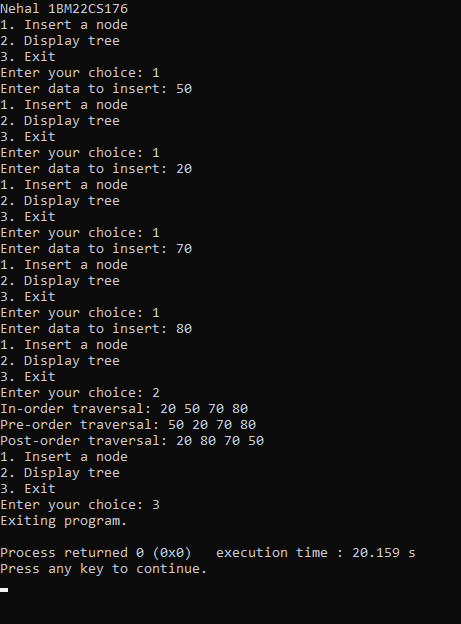 Nehal 1BM22CS176
1. Insert a node
2. Display tree
3. Exit
Enter your choice: 1
Enter data to insert: 50
1. Insert a node
2. Display tree
3. Exit
Enter your choice: 1
Enter data to insert: 20
1. Insert a node
2. Display tree
3. Exit
Enter your choice: 1
Enter data to insert: 70
1. Insert a node
2. Display tree
3. Exit
Enter your choice: 1
Enter data to insert: 80
1. Insert a node
2. Display tree
3. Exit
Enter your choice: 2
In-order traversal: 20 50 70 80
Pre-order traversal: 50 20 70 80
Post-order traversal: 20 80 70 50
1. Insert a node
2. Display tree
3. Exit
Enter your choice: 3
Exiting program.
Process returned 0 (0x0)   execution time : 20.159 s
Press any key to continue.